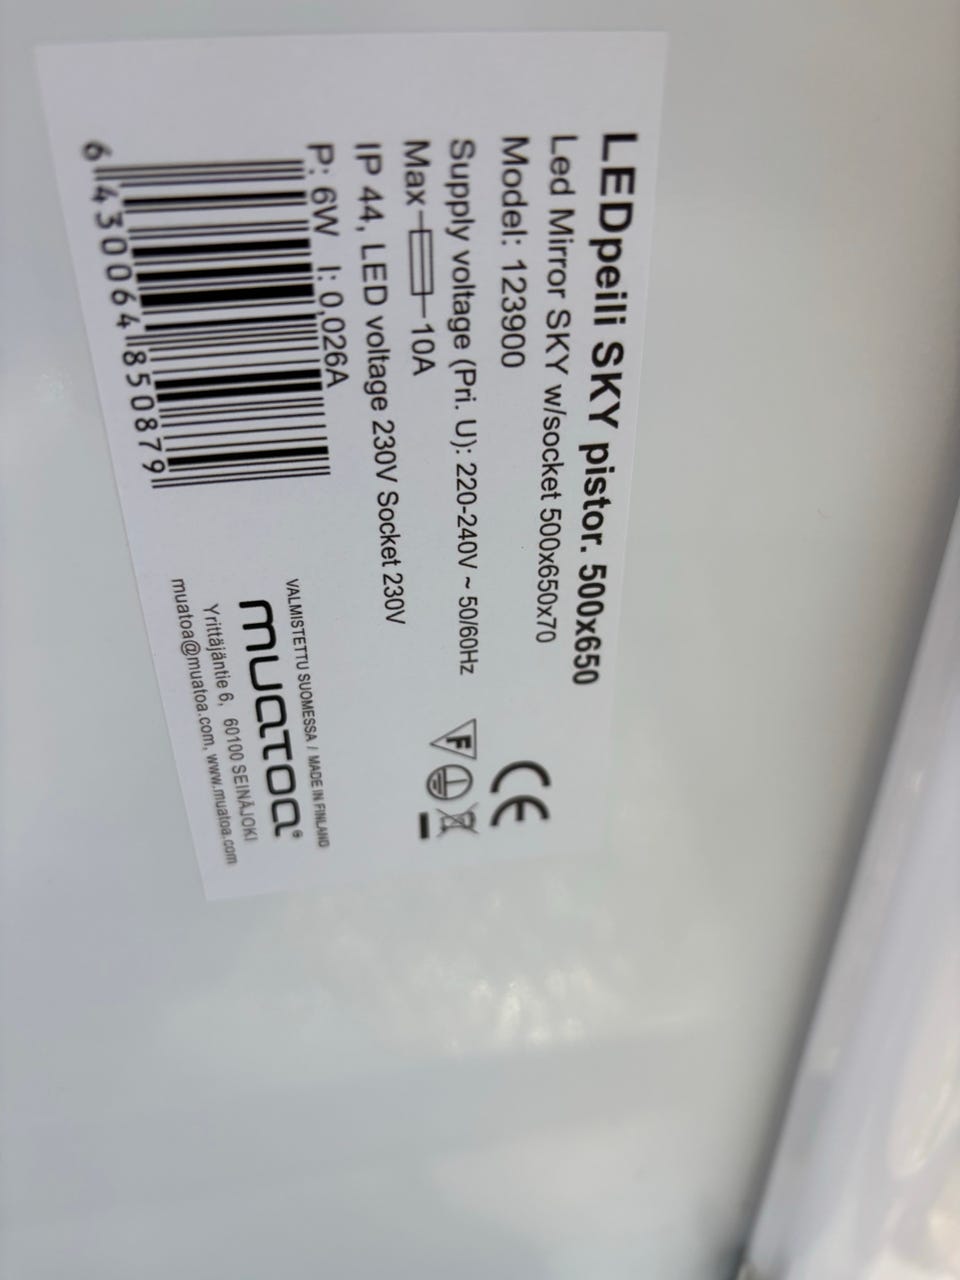 LEDpeili SKY pistor. 500x650
Led Mirror SKY w/socket 500x650x70
Model: 123900
Supply voltage (Pri. U): 220-240V ~ 50/60Hz
Max 10A
IP 44, LED voltage 230V Socket 230V
P: 6W I: 0,026A
6 430064 850879
CE
F
VALMISTETTU SUOMESSA / MADE IN FINLAND
muatoa®
Yrittäjäntie 6, 60100 SEINÄJOKI
muatoa@muatoa.com, www.muatoa.com